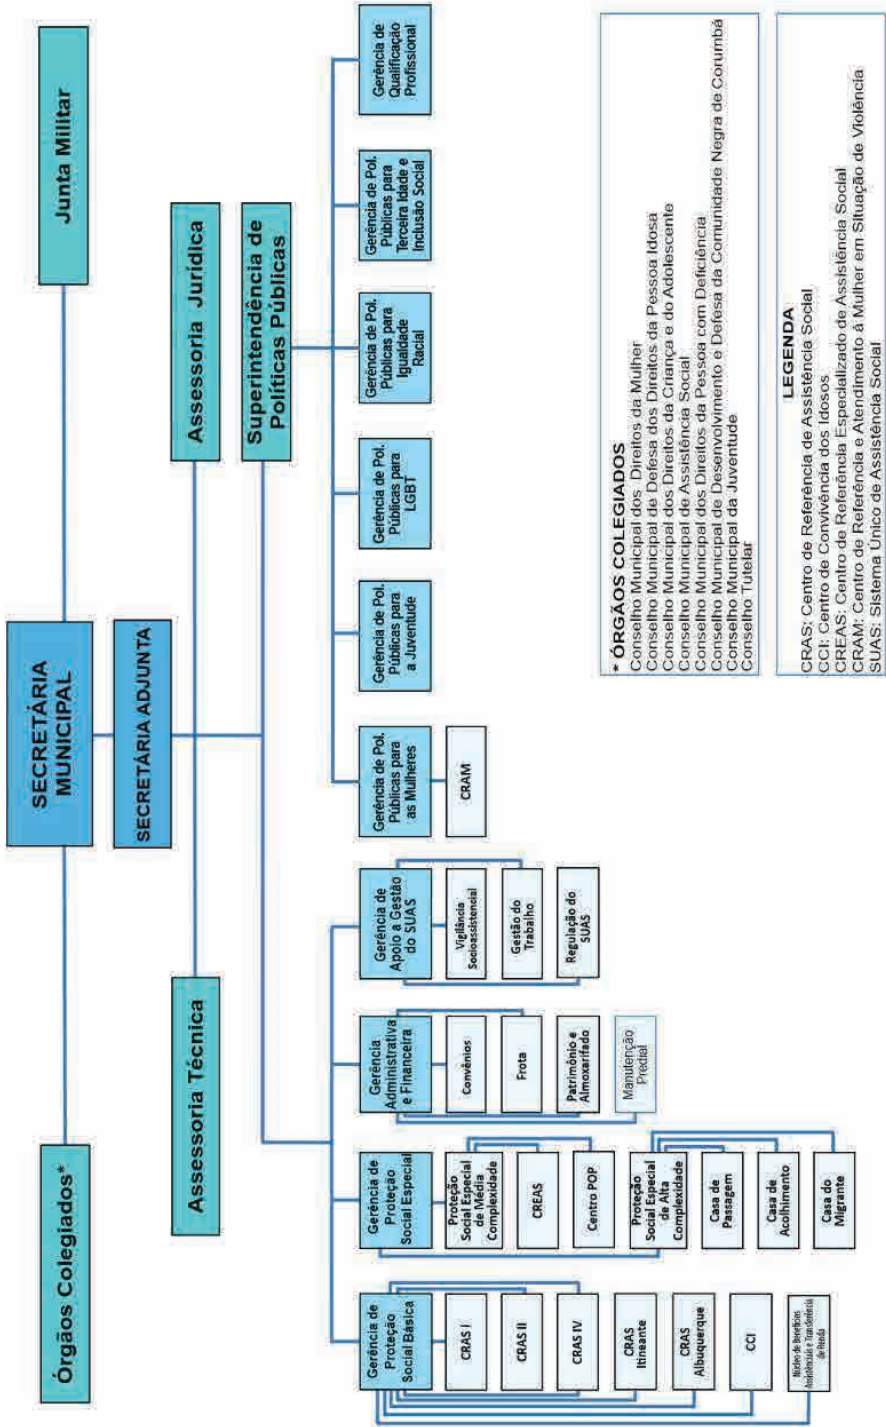 SECRETÁRIA
MUNICIPAL
Órgãos Colegiados*
Junta Militar
SECRETÁRIA ADJUNTA
Assessoria Técnica
Assessoria Jurídica
Superintendência de
Políticas Públicas
Gerência de
Proteção
Social Básica
CRAS I
CRAS II
CRAS IV
CRAS
Itineante
CRAS
Albuquerque
CCI
Núcleo de Benefícios
Assistenciais e Transferência
de Renda
Gerência de
Proteção
Social Especial
Proteção
Social Especial
de Média
Complexidade
CREAS
Centro POP
Proteção
Social Especial
de Alta
Complexidade
Casa de
Passagem
Casa de
Acolhimento
Casa do
Migrante
Gerência
Administrativa
e Financeira
Convênios
Frota
Patrimônio e
Almoxarifado
Manutenção
Predial
Gerência de
Apoio a Gestão
do SUAS
Vigilância
Socioassistencial
Gestão do
Trabalho
Regulação do
SUAS
Gerência de Pol.
Públicas para
as Mulheres
CRAM
Gerência de Pol.
Públicas para
a Juventude
Gerência de Pol.
Públicas para
LGBT
Gerência de Pol.
Públicas para
Igualdade
Racial
Gerência de Pol.
Públicas para
Terceira Idade e
Inclusão Social
Gerência de
Qualificação
Profissional
* ÓRGÃOS COLEGIADOS
Conselho Municipal dos Direitos da Mulher
Conselho Municipal de Defesa dos Direitos da Pessoa Idosa
Conselho Municipal dos Direitos da Criança e do Adolescente
Conselho Municipal de Assistência Social
Conselho Municipal dos Direitos da Pessoa com Deficiência
Conselho Municipal de Desenvolvimento e Defesa da Comunidade Negra de Corumbá
Conselho Municipal da Juventude
Conselho Tutelar
LEGENDA
CRAS: Centro de Referência de Assistência Social
CCI: Centro de Convivência dos Idosos
CREAS: Centro de Referência Especializado de Assistência Social
CRAM: Centro de Referência e Atendimento à Mulher em Situação de Violência
SUAS: Sistema Único de Assistência Social